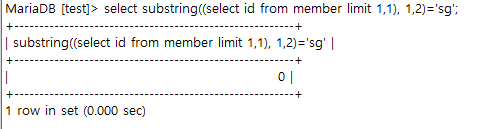 MariaDB [test]> select substring((select id from member limit 1,1), 1,2)='sg';
+-----------------------------------------------------+
| substring((select id from member limit 1,1), 1,2)='sg' |
+-----------------------------------------------------+
| 0 |
+-----------------------------------------------------+
1 row in set (0.000 sec)